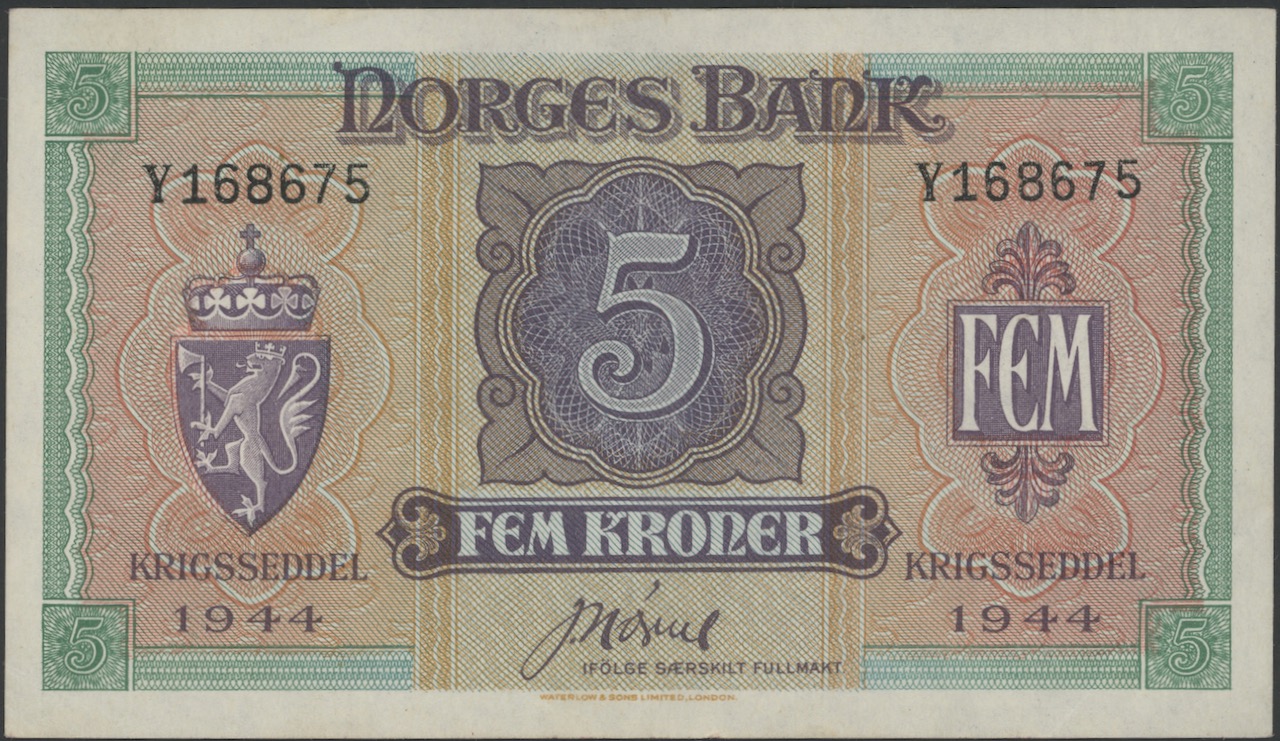 5 5
NORGES BANK
Y168675 Y168675
5
FEM
FEM KRONER
KRIGSSEDDEL KRIGSSEDDEL
1944 1944
5 5
IFÖLGE SÆRSKILT FULLMAKT
WATERLOW & SONS LIMITED, LONDON.